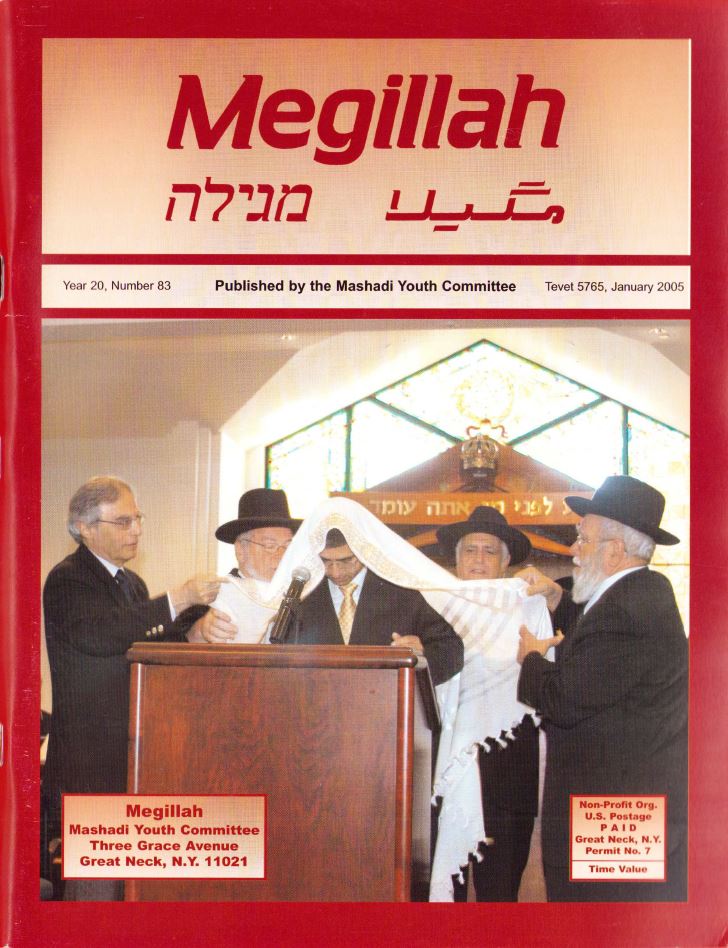 Megillah
מגילה مگیلا
Year 20, Number 83 Published by the Mashadi Youth Committee Tevet 5765, January 2005
לפני מי אתה עומד
Megillah
Mashadi Youth Committee
Three Grace Avenue
Great Neck, N.Y. 11021
Non-Profit Org.
U.S. Postage
P A I D
Great Neck, N.Y.
Permit No. 7
Time Value